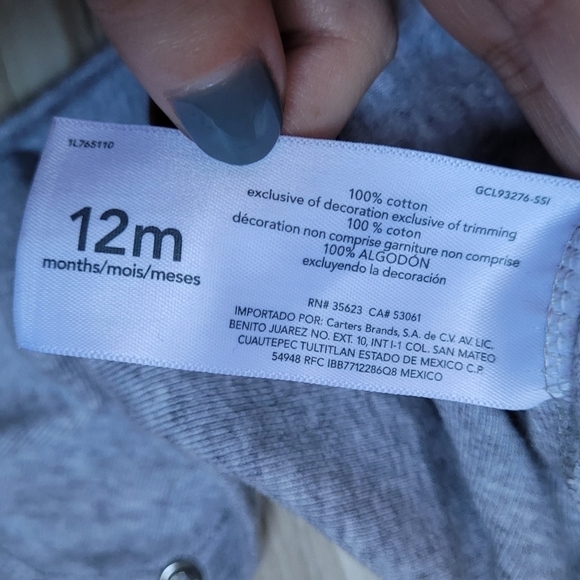 1L765110
GCL93276-SSI
12m
months/mois/meses
100% cotton
exclusive of decoration exclusive of trimming
100 % coton
décoration non comprise garniture non comprise
100% ALGODÓN
excluyendo la decoración
RN# 35623 CA# 53061
IMPORTADO POR: Carters Brands, S.A. de C.V. AV. LIC.
BENITO JUAREZ NO. EXT. 10, INT I-1 COL. SAN MATEO
CUAUTEPEC TULTITLAN ESTADO DE MEXICO C.P.
54948 RFC IBB7712286Q8 MEXICO